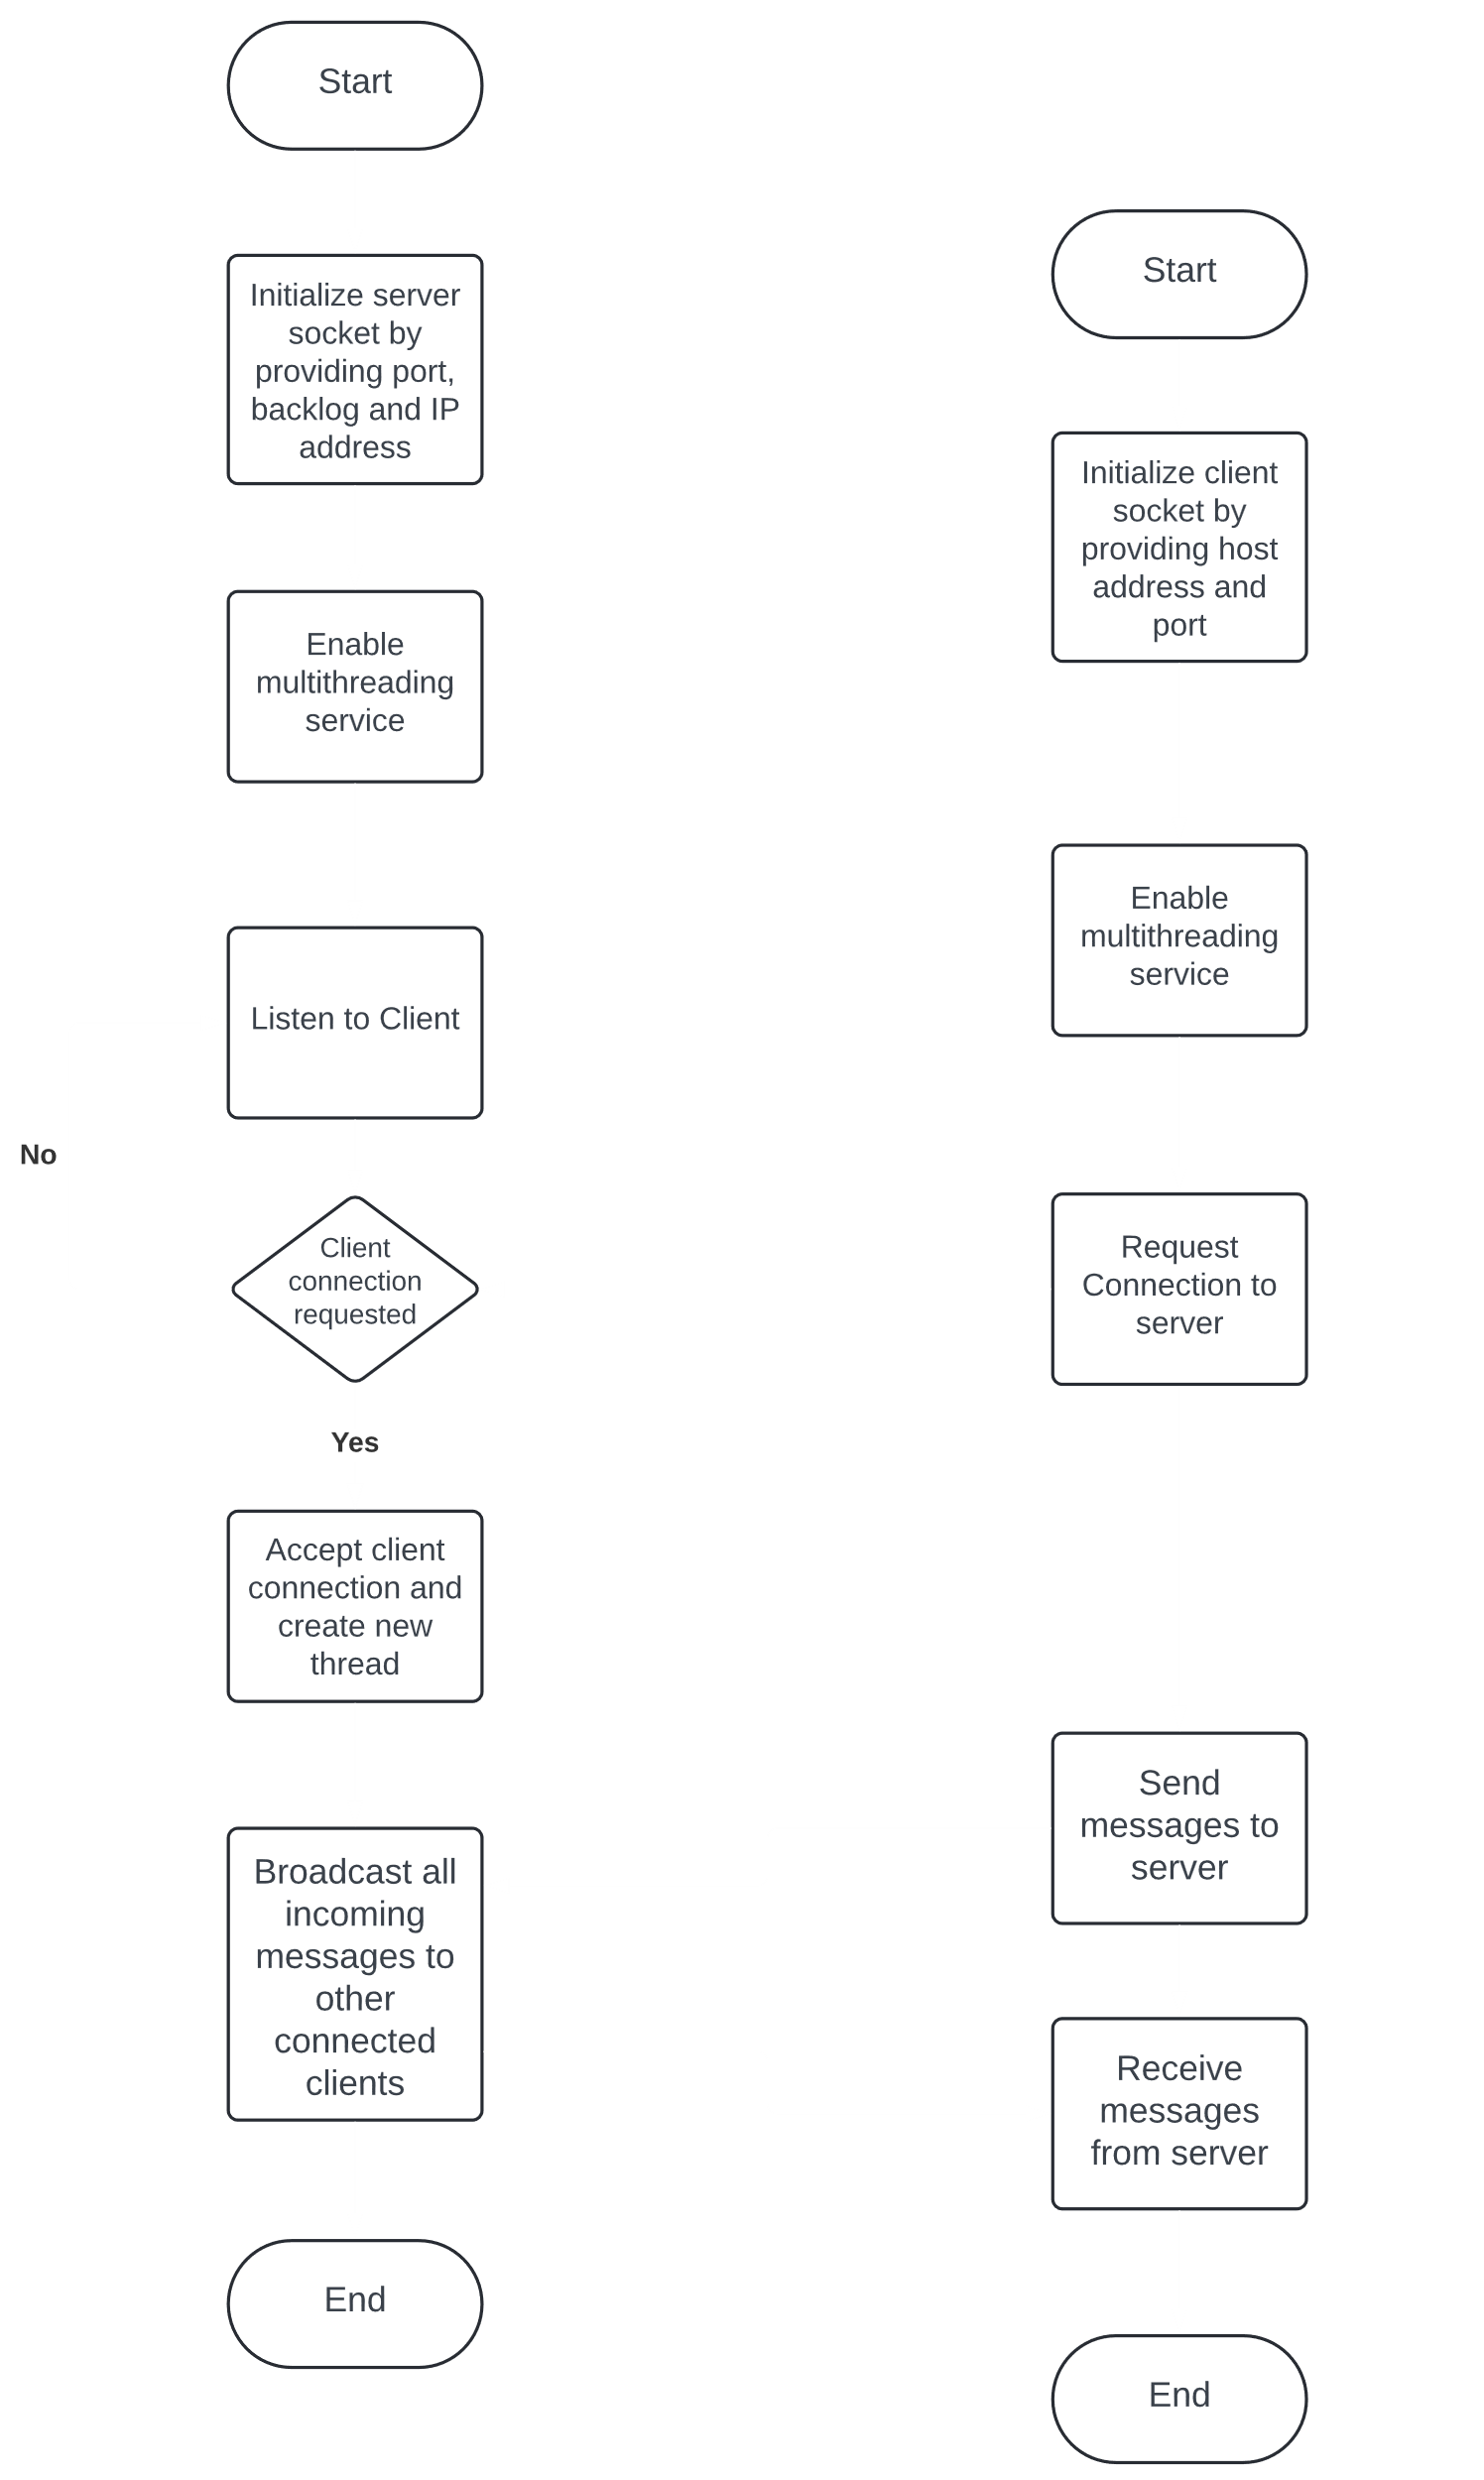 Start
Initialize server
socket by
providing port,
backlog and IP
address
Enable
multithreading
service
Listen to Client
No
Client
connection
requested
Yes
Accept client
connection and
create new
thread
Broadcast all
incoming
messages to
other
connected
clients
End
Start
Initialize client
socket by
providing host
address and
port
Enable
multithreading
service
Request
Connection to
server
Send
messages to
server
Receive
messages
from server
End